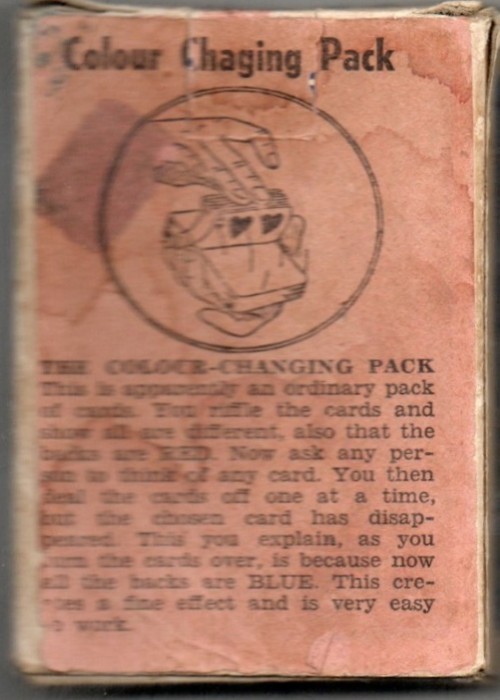 Colour Chaging Pack
THE COLOUR-CHANGING PACK
This is apparently an ordinary pack
of cards. You riffle the cards and
show all are different, also that the
backs are RED. Now ask any per-
son to think of any card. You then
deal the cards off one at a time,
but the chosen card has disap-
peared. This you explain, as you
turn the cards over, is because now
all the backs are BLUE. This cre-
ates a fine effect and is very easy
to work.